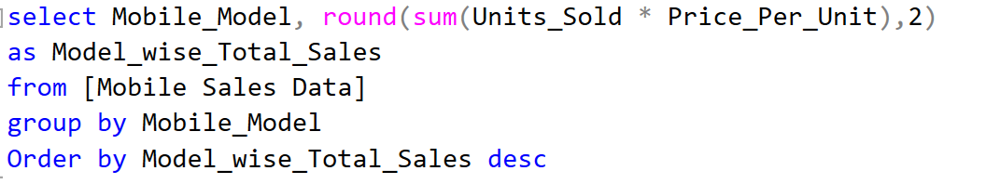 select Mobile_Model, round(sum(Units_Sold * Price_Per_Unit),2)
as Model_wise_Total_Sales
from [Mobile Sales Data]
group by Mobile_Model
Order by Model_wise_Total_Sales desc